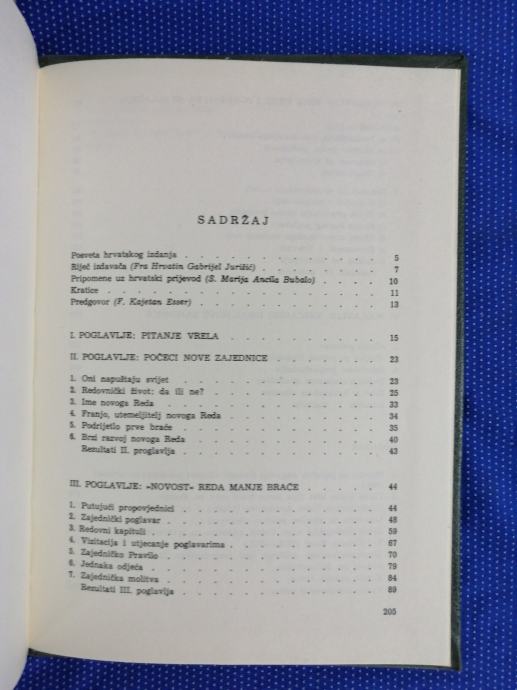 SADRŽAJ
Posveta hrvatskog izdanja . . . . . . . . . . . . 5
Riječ izdavača (Fra Hrvatin Gabrijel Jurišić) . . . . . . . . 7
Pripomene uz hrvatski prijevod (S. Marija Ancila Bubalo) . . . . 10
Kratice . . . . . . . . . . . . . . . . 11
Predgovor (F. Kajetan Esser) . . . . . . . . . . . 13
I. POGLAVLJE: PITANJE VRELA . . . . . . . . . 15
II. POGLAVLJE: POČECI NOVE ZAJEDNICE . . . . . . 23
1. Oni napuštaju svijet . . . . . . . . . . . . 23
2. Redovnički život: da ili ne? . . . . . . . . . . 25
3. Ime novoga Reda . . . . . . . . . . . . 33
4. Franjo, utemeljitelj novoga Reda . . . . . . . . . 34
5. Podrijetlo prve braće . . . . . . . . . . . 35
6. Brzi razvoj novoga Reda . . . . . . . . . . . 40
Rezultati II. proglavlja . . . . . . . . . . . 43
III. POGLAVLJE: »NOVOST« REDA MANJE BRAĆE . . . . . 44
1. Putujući propovjednici . . . . . . . . . . . 44
2. Zajednički poglavar . . . . . . . . . . . . 48
3. Redovni kapituli . . . . . . . . . . . . 59
4. Vizitacija i utjecanje poglavarima . . . . . . . . . 67
5. Zajedničko Pravilo . . . . . . . . . . . . 70
6. Jednaka odjeća . . . . . . . . . . . . . 79
7. Zajednička molitva . . . . . . . . . . . . 84
Rezultati III. poglavlja . . . . . . . . . . . 89
205